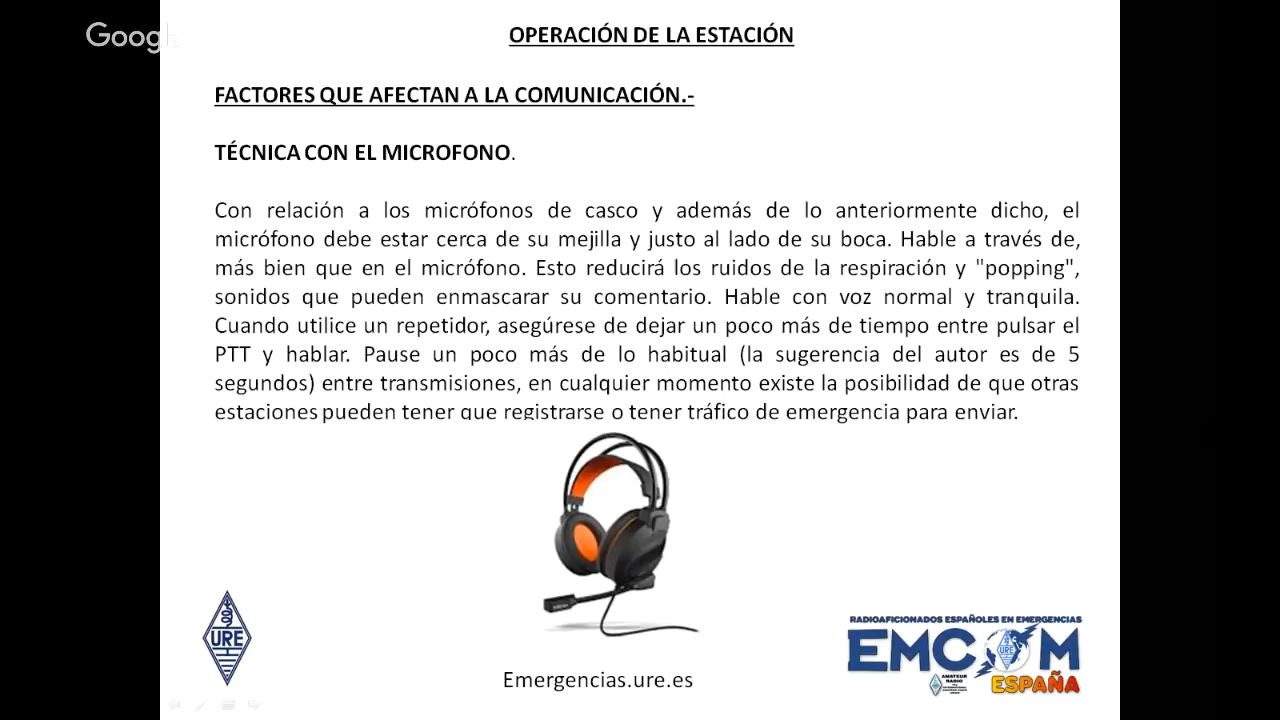 Google
OPERACIÓN DE LA ESTACIÓN
FACTORES QUE AFECTAN A LA COMUNICACIÓN.-
TÉCNICA CON EL MICROFONO.
Con relación a los micrófonos de casco y además de lo anteriormente dicho, el
micrófono debe estar cerca de su mejilla y justo al lado de su boca. Hable a través de,
más bien que en el micrófono. Esto reducirá los ruidos de la respiración y "popping",
sonidos que pueden enmascarar su comentario. Hable con voz normal y tranquila.
Cuando utilice un repetidor, asegúrese de dejar un poco más de tiempo entre pulsar el
PTT y hablar. Pause un poco más de lo habitual (la sugerencia del autor es de 5
segundos) entre transmisiones, en cualquier momento existe la posibilidad de que otras
estaciones pueden tener que registrarse o tener tráfico de emergencia para enviar.
URE
RADIOAFICIONADOS ESPAÑOLES EN EMERGENCIAS
EMCOM
URE
AMATEUR
RADIO
ESPAÑA
Emergencias.ure.es